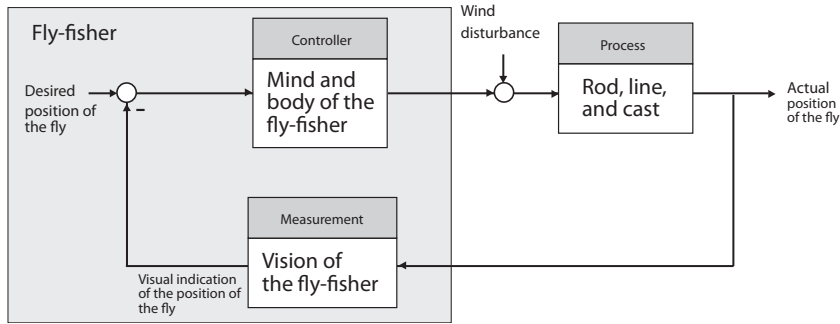 Fly-fisher
Controller
Mind and
body of the
fly-fisher
Wind
disturbance
Process
Rod, line,
and cast
Desired
position of
the fly
–
Actual
position
of the fly
Measurement
Vision of
the fly-fisher
Visual indication
of the position of
the fly